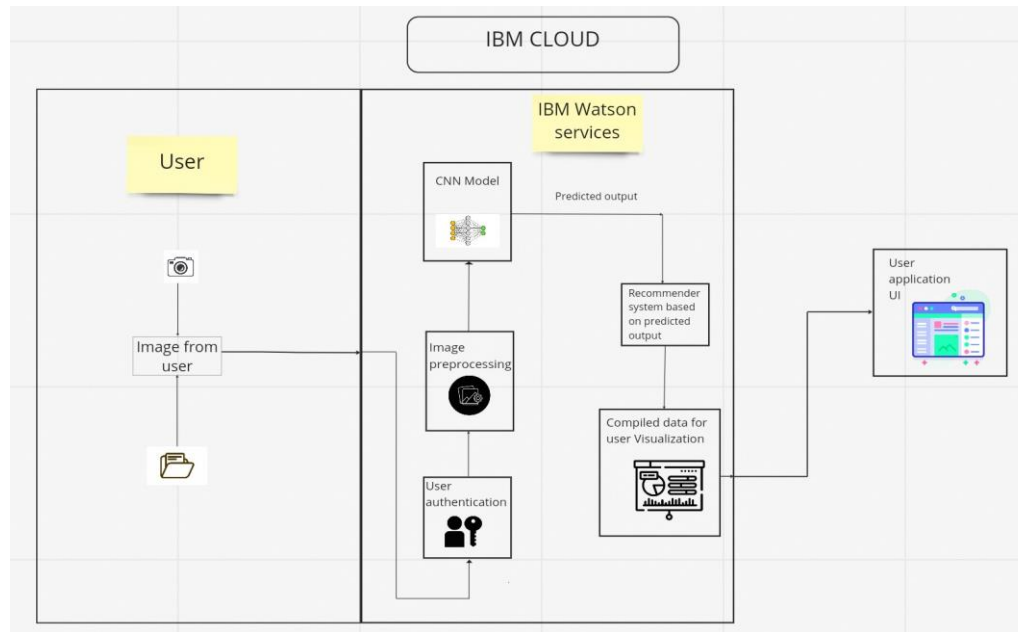 IBM CLOUD
User
Image from
user
IBM Watson
services
CNN Model
Predicted output
Recommender
system based
on predicted
output
Image
preprocessing
User
authentication
Compiled data for
user Visualization
User
application
UI